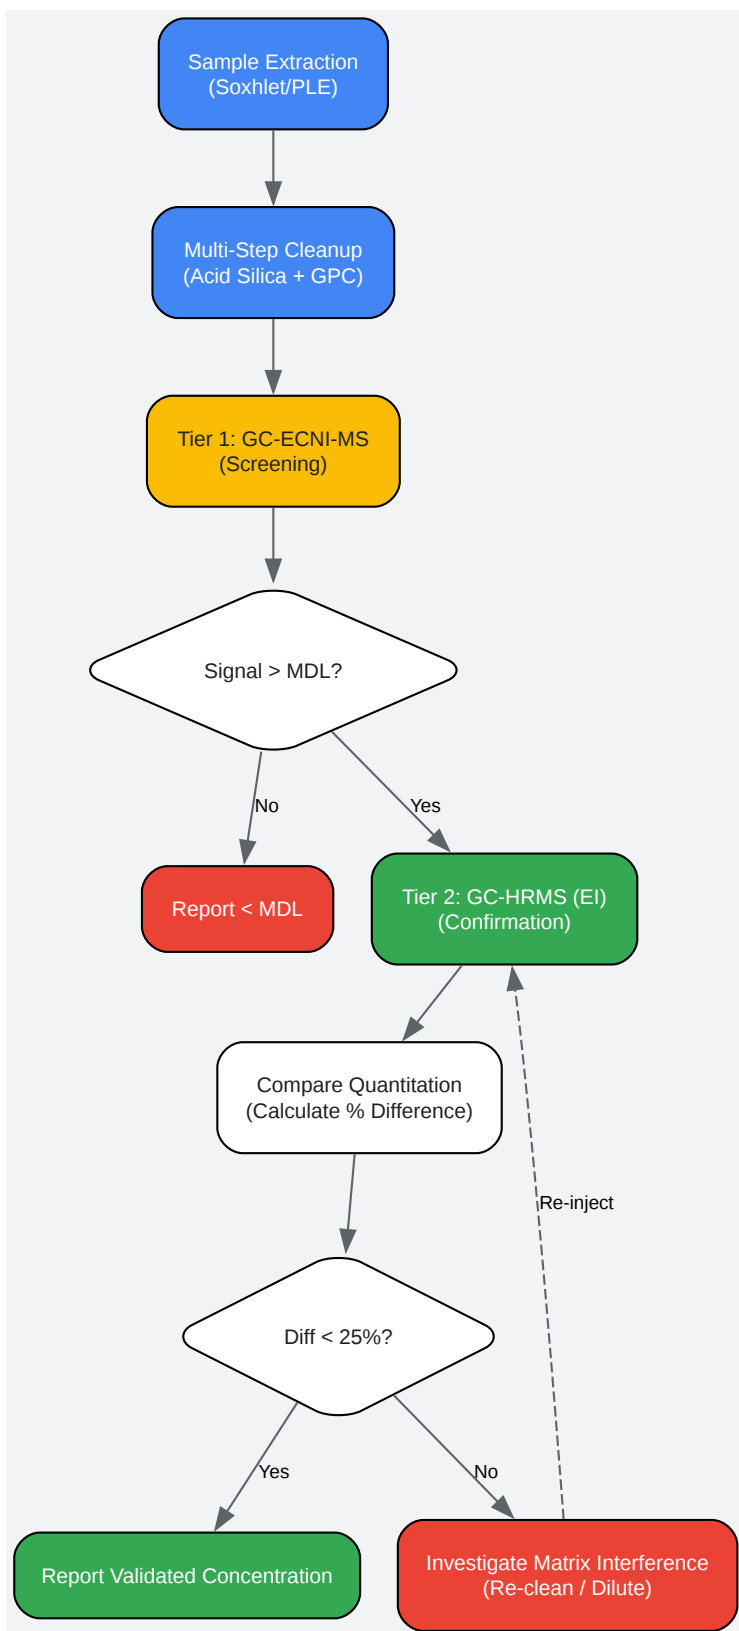 Sample Extraction
(Soxhlet/PLE)
Multi-Step Cleanup
(Acid Silica + GPC)
Tier 1: GC-ECNI-MS
(Screening)
Signal > MDL?
No
Yes
Report < MDL
Tier 2: GC-HRMS (EI)
(Confirmation)
Compare Quantitation
(Calculate % Difference)
Re-inject
Diff < 25%?
Yes
No
Report Validated Concentration
Investigate Matrix Interference
(Re-clean / Dilute)